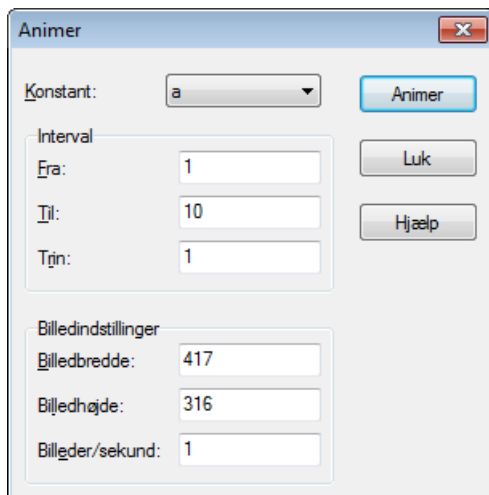 Animer
Konstant: a Animer
Interval
Fra: 1 Luk
Til: 10
Hjælp
Trin: 1
Billedindstillinger
Billedbredde: 417
Billedhøjde: 316
Billeder/sekund: 1